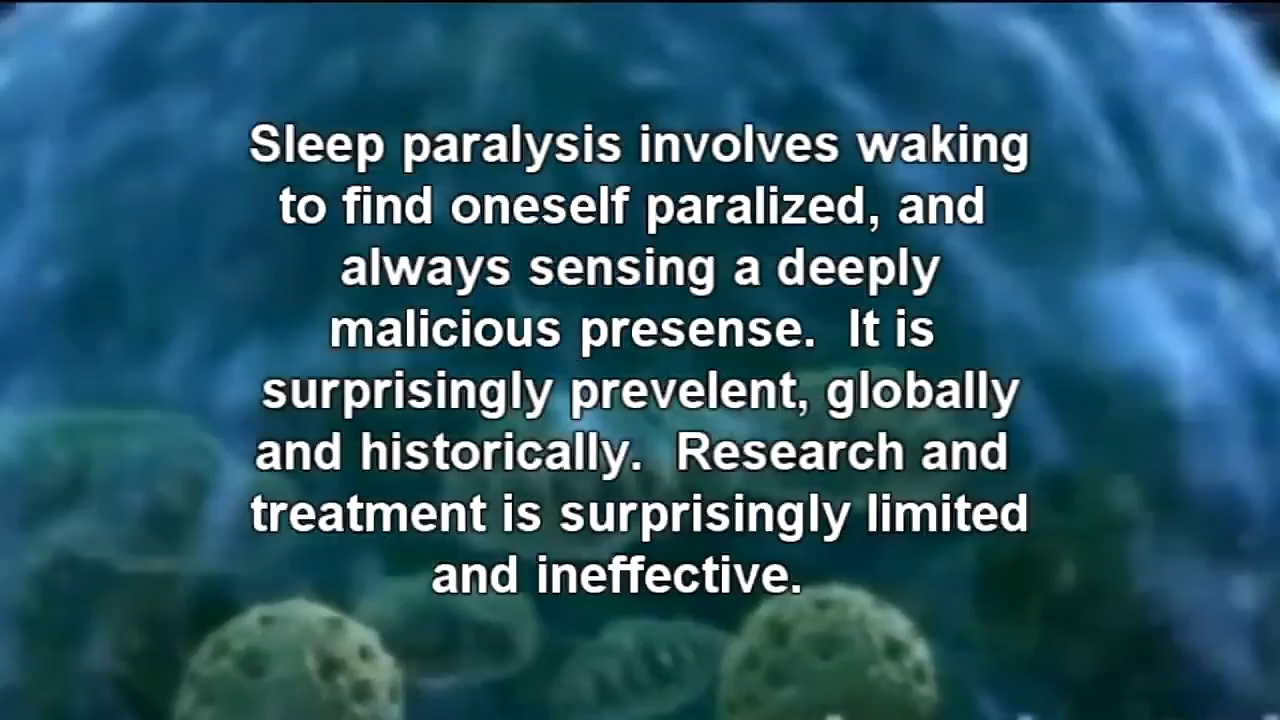 Sleep paralysis involves waking
to find oneself paralized, and
always sensing a deeply
malicious presense.  It is
surprisingly prevelent, globally
and historically.  Research and
treatment is surprisingly limited
and ineffective.